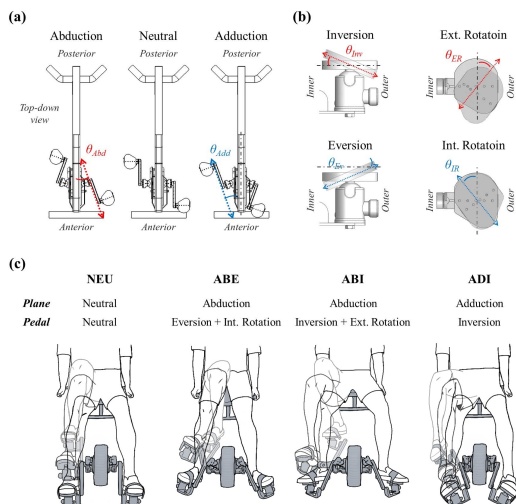 (a)
Abduction Neutral Adduction
Posterior Posterior Posterior
Top-down
view
θAbd
θAdd
Anterior Anterior Anterior
(b)
Inversion Ext. Rotatoin
θInv
θER
Inner Outer Inner Outer
Eversion Int. Rotatoin
θEv
θIR
Inner Outer Inner Outer
(c)
NEU ABE ABI ADI
Plane Neutral Abduction Abduction Adduction
Pedal Neutral Eversion + Int. Rotation Inversion + Ext. Rotation Inversion